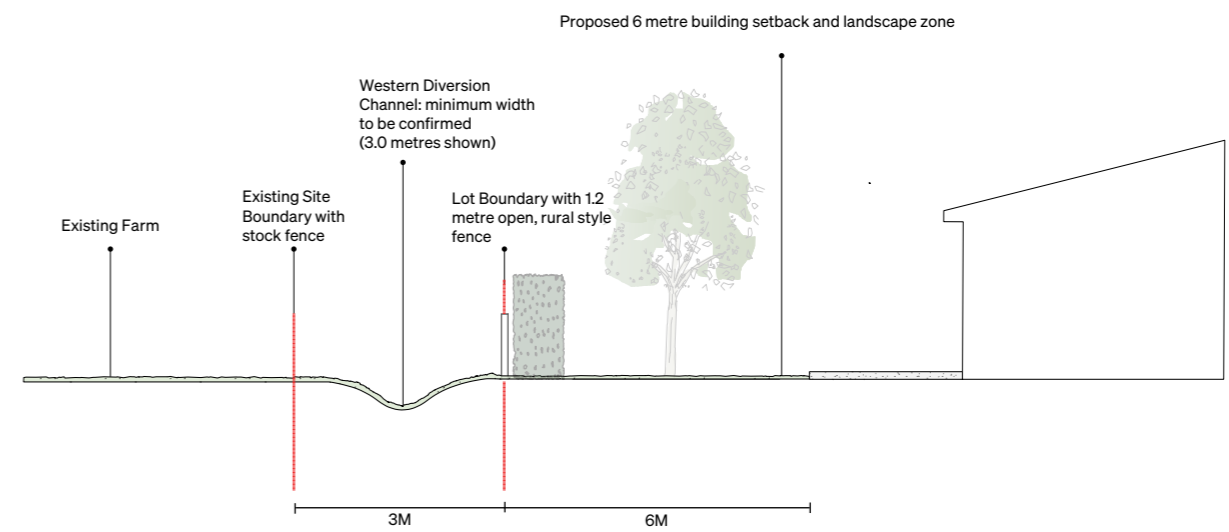 Proposed 6 metre building setback and landscape zone
Western Diversion
Channel: minimum width
to be confirmed
(3.0 metres shown)
Existing Site
Boundary with
stock fence
Lot Boundary with 1.2
metre open, rural style
fence
Existing Farm
3M
6M